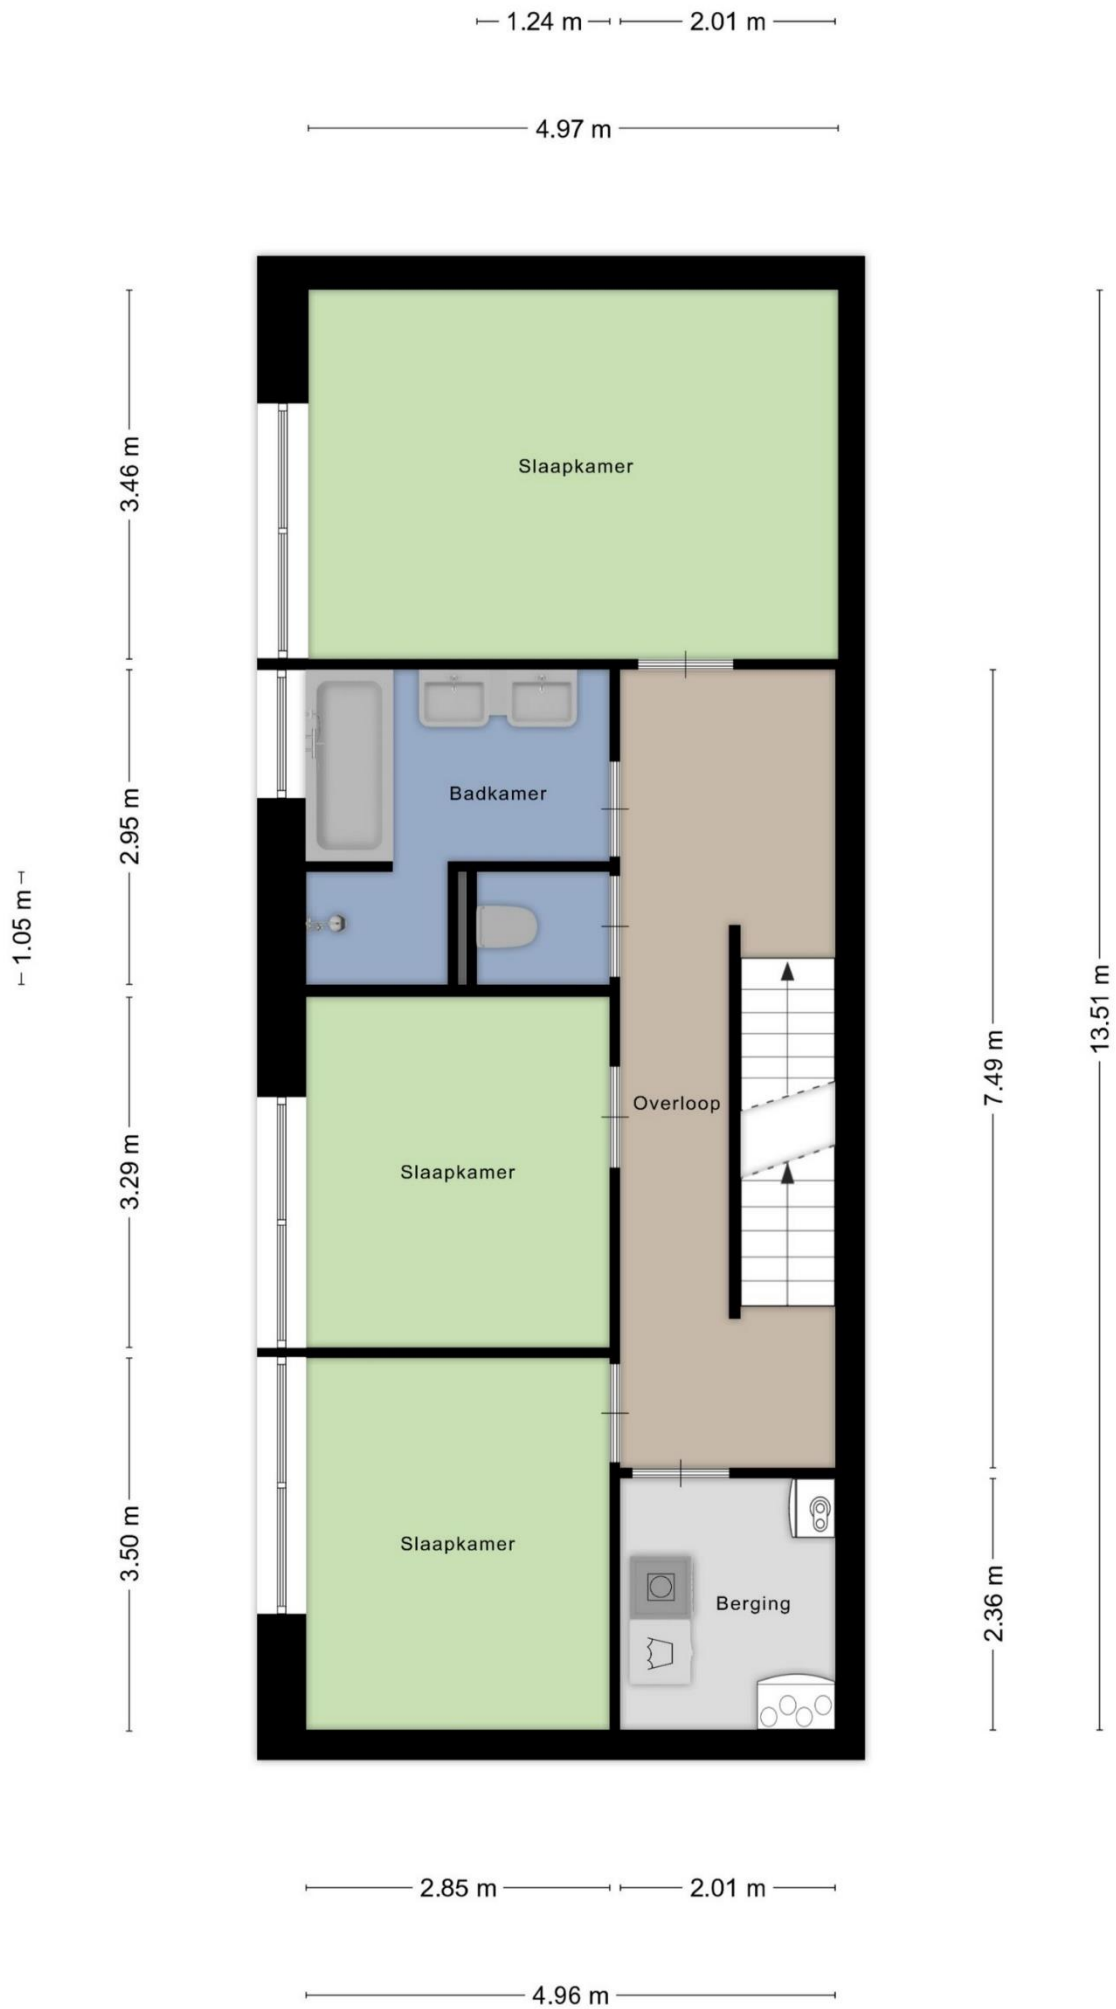 1.24 m
2.01 m
4.97 m
3.46 m
Slaapkamer
2.95 m
Badkamer
1.05 m
13.51 m
7.49 m
Overloop
3.29 m
Slaapkamer
3.50 m
Slaapkamer
2.36 m
Berging
2.85 m
2.01 m
4.96 m